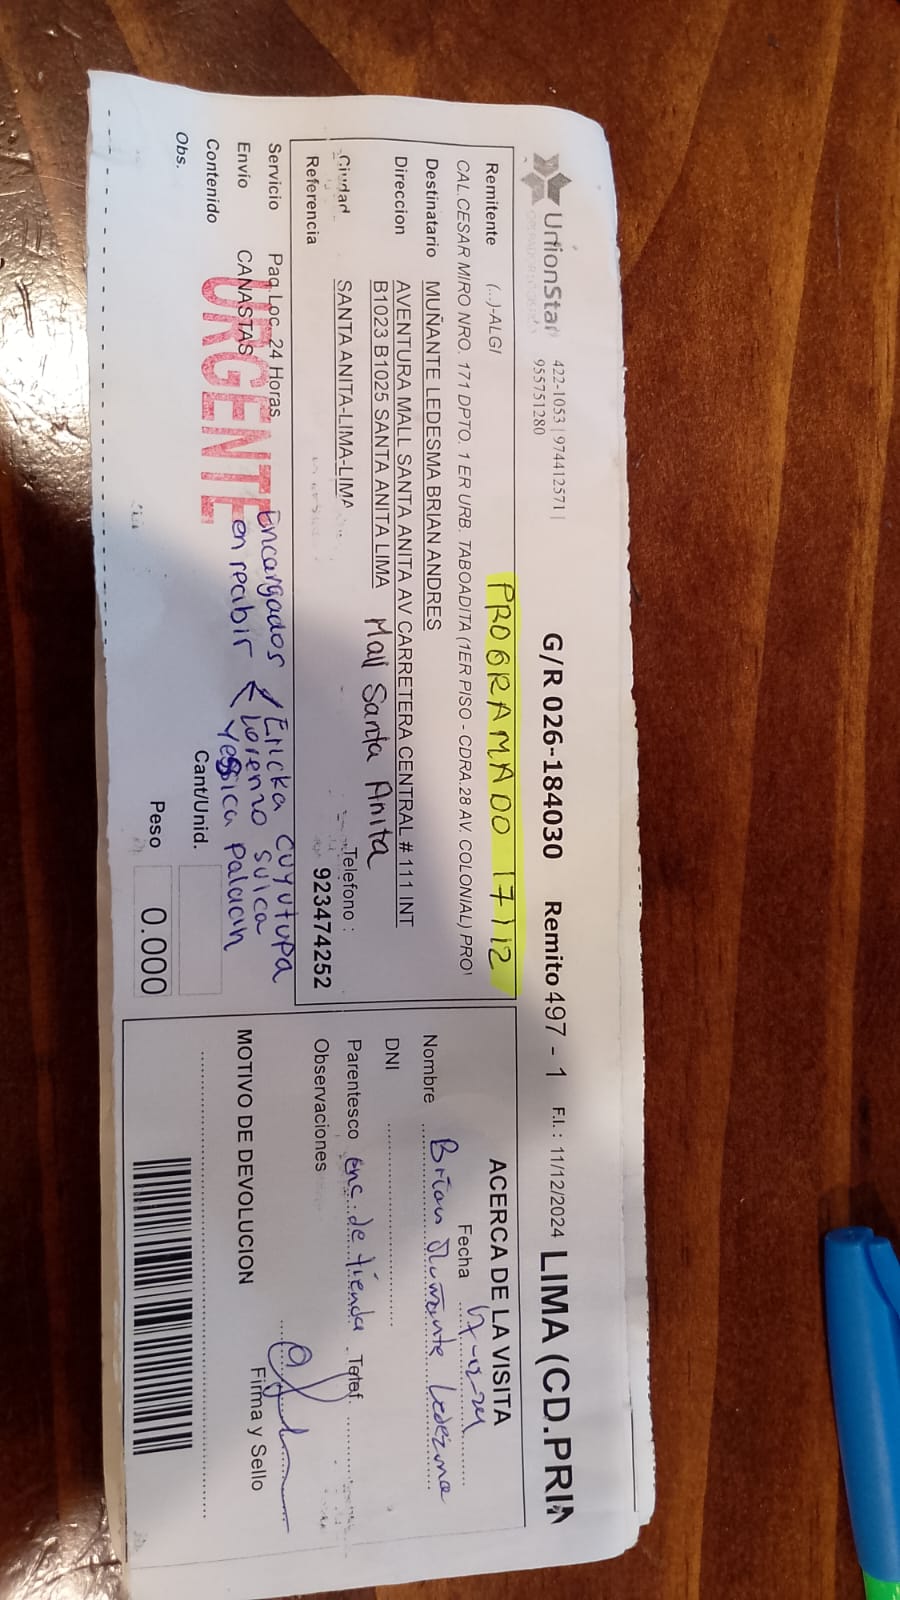 UnionStar
422-1053 | 974412571 |
955751280
G/R 026-184030 Remito 497 - 1 F.I. : 11/12/2024 LIMA (CD.PRIM
PROGRAMADO 17/12
Remitente (...)-ALGI
CAL.CESAR MIRO NRO. 171 DPTO. 1 ER URB. TABOADITA (1ER PISO - CDRA.28 AV. COLONIAL) PRO
Destinatario MUÑANTE LEDESMA BRIAN ANDRES
Direccion AVENTURA MALL SANTA ANITA AV CARRETERA CENTRAL # 111 INT
B1023 B1025 SANTA ANITA LIMA Mall Santa Anita
Ciudad SANTA ANITA-LIMA-LIMA
Telefono :
Referencia 923474252
Servicio Paq.Loc. 24 Horas
Envio CANASTAS
URGENTE
Contenido
Obs.
Encargados en recibir
Ericka cuyutupa
Lorenzo suica
Yessica palacin
Cant/Unid.
Peso 0.000
ACERCA DE LA VISITA
Fecha 17-12-24
Nombre Brian Muñante Ledezma
DNI
Parentesco enc. de tienda Telef.
Observaciones
Firma y Sello
MOTIVO DE DEVOLUCION